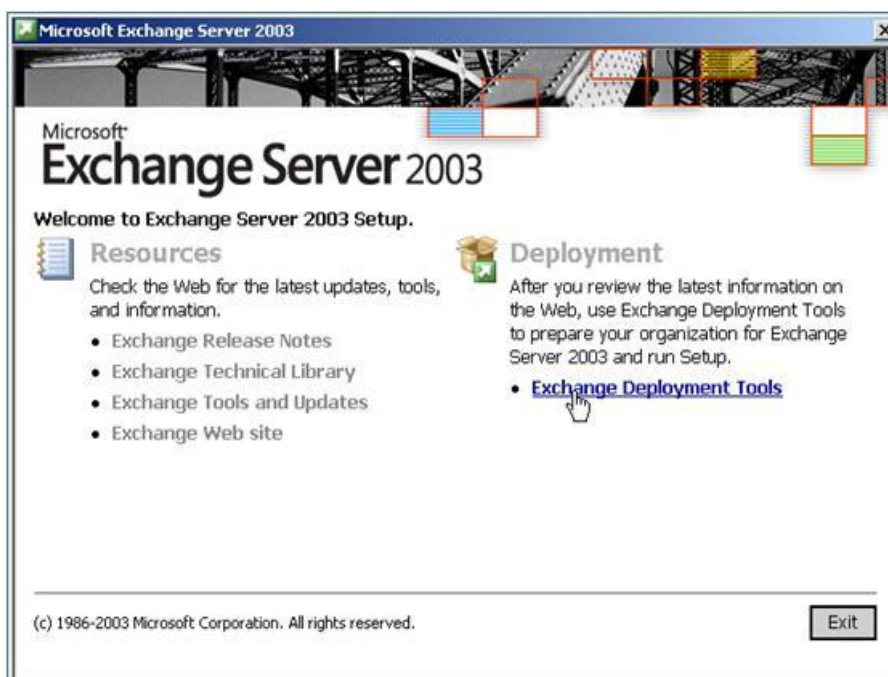 Microsoft Exchange Server 2003
Microsoft
Exchange Server 2003
Welcome to Exchange Server 2003 Setup.
Resources
Check the Web for the latest updates, tools,
and information.
• Exchange Release Notes
• Exchange Technical Library
• Exchange Tools and Updates
• Exchange Web site
Deployment
After you review the latest information on
the Web, use Exchange Deployment Tools
to prepare your organization for Exchange
Server 2003 and run Setup.
• Exchange Deployment Tools
(c) 1986-2003 Microsoft Corporation. All rights reserved.
Exit